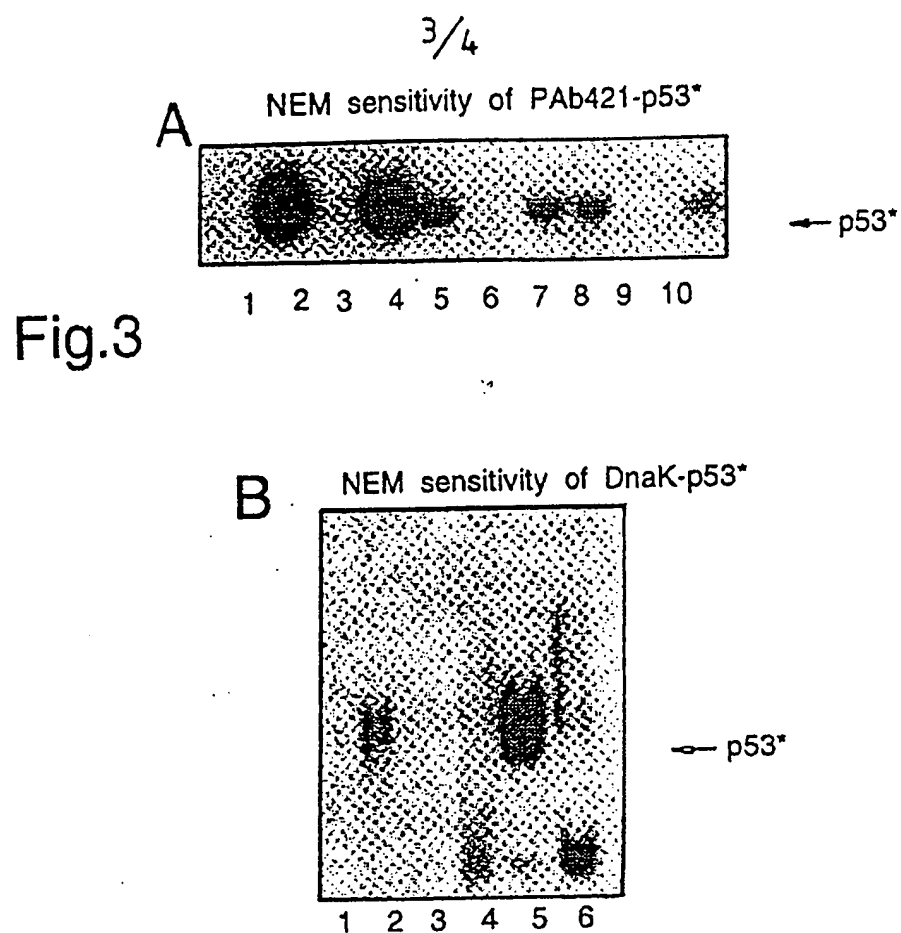 3/4
A NEM sensitivity of PAb421-p53*
← p53*
1 2 3 4 5 6 7 8 9 10
Fig.3
B NEM sensitivity of DnaK-p53*
← p53*
1 2 3 4 5 6